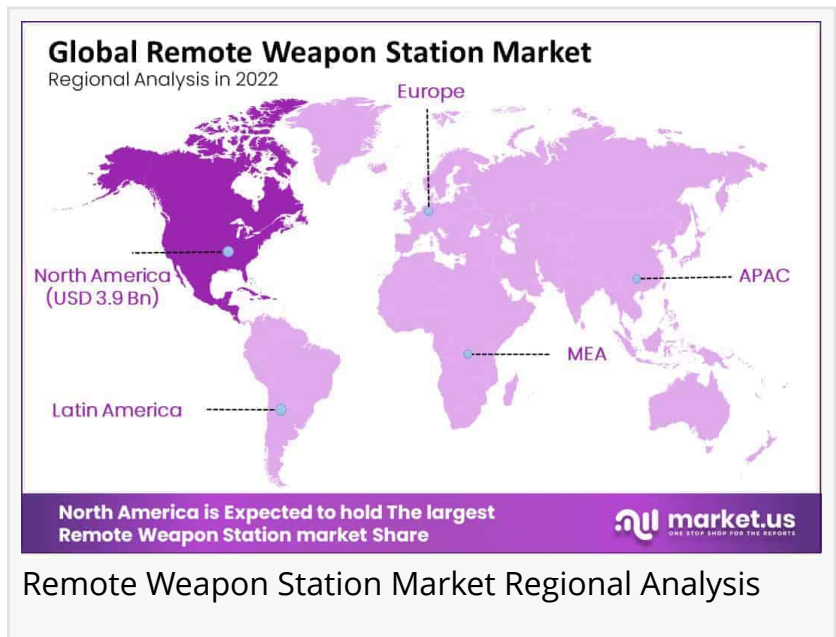 Global Remote Weapon Station Market
Regional Analysis in 2022
Europe
North America
(USD 3.9 Bn)
APAC
MEA
Latin America
North America is Expected to hold The largest
Remote Weapon Station market Share
market.us
ONE STOP SHOP FOR THE REPORTS
Remote Weapon Station Market Regional Analysis